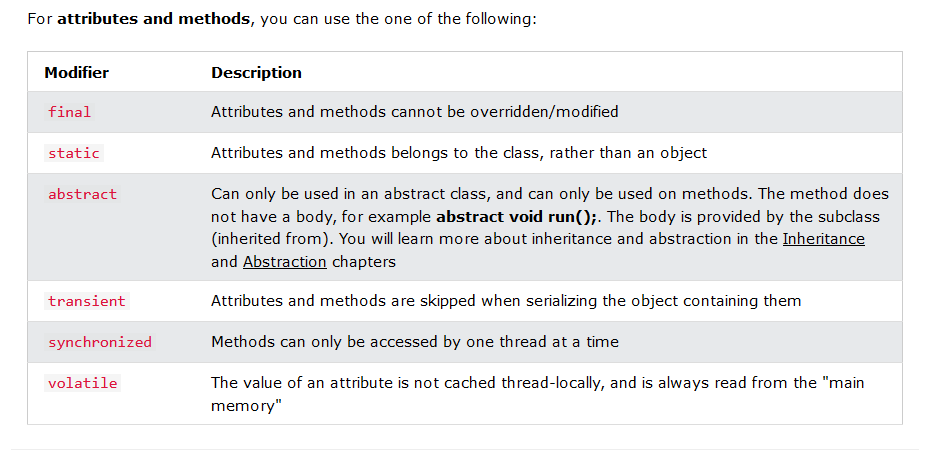 For attributes and methods, you can use the one of the following:
Modifier Description
final Attributes and methods cannot be overridden/modified
static Attributes and methods belongs to the class, rather than an object
abstract Can only be used in an abstract class, and can only be used on methods. The method does
not have a body, for example abstract void run();. The body is provided by the subclass
(inherited from). You will learn more about inheritance and abstraction in the Inheritance
and Abstraction chapters
transient Attributes and methods are skipped when serializing the object containing them
synchronized Methods can only be accessed by one thread at a time
volatile The value of an attribute is not cached thread-locally, and is always read from the "main
memory"